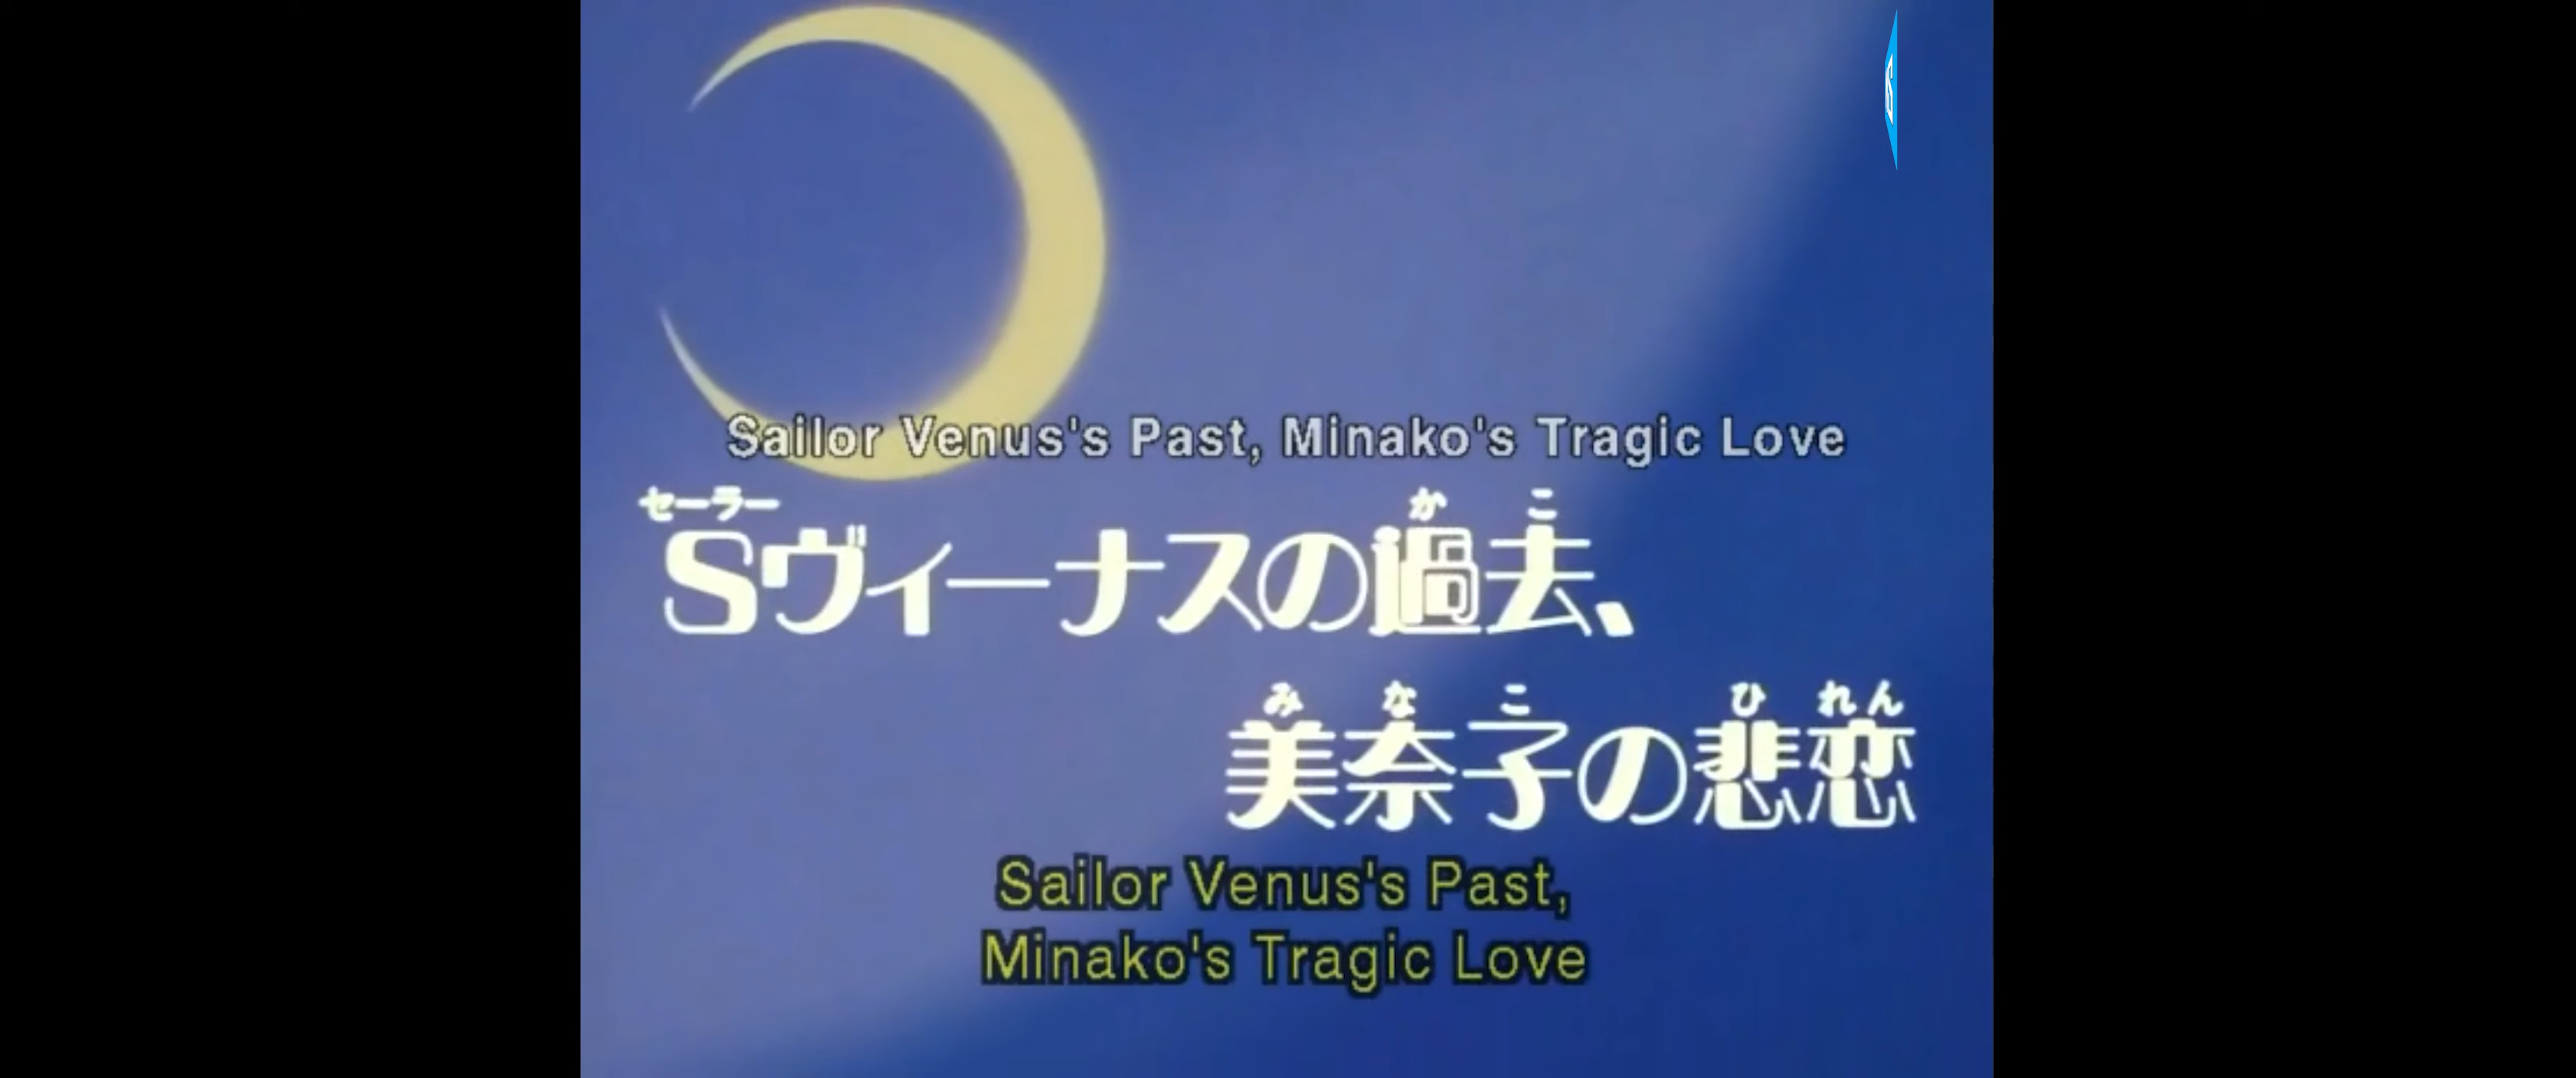 Sailor Venus's Past, Minako's Tragic Love
セーラー かこ
Sヴィーナスの過去、
みなこ ひれん
美奈子の悲恋
Sailor Venus's Past,
Minako's Tragic Love